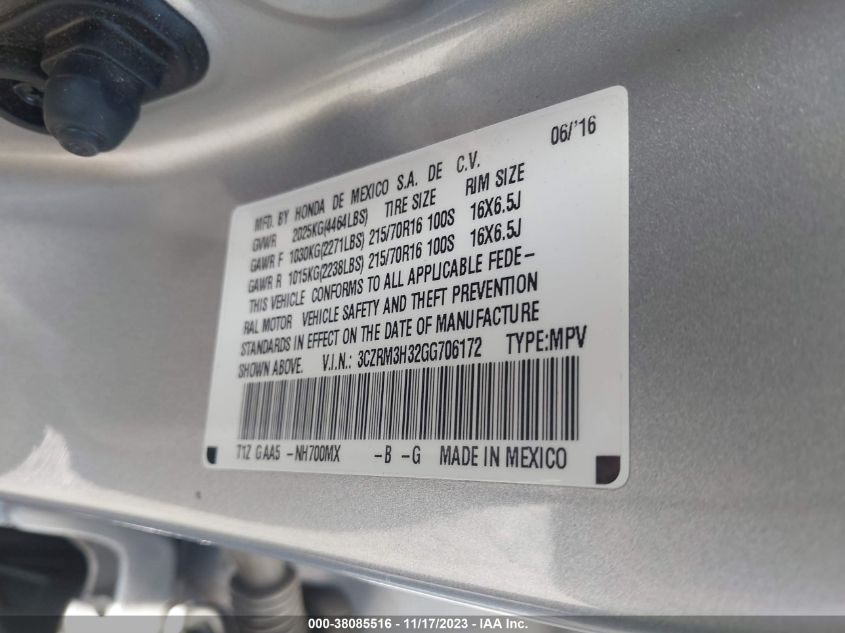 06/'16
MFD. BY HONDA DE MEXICO S.A. DE C.V.
GVWR 2025KG(4464LBS) TIRE SIZE RIM SIZE
GAWR F 1030KG(2271LBS) 215/70R16 100S 16X6.5J
GAWR R 1015KG(2238LBS) 215/70R16 100S 16X6.5J
THIS VEHICLE CONFORMS TO ALL APPLICABLE FEDE-
RAL MOTOR VEHICLE SAFETY AND THEFT PREVENTION
STANDARDS IN EFFECT ON THE DATE OF MANUFACTURE
SHOWN ABOVE. V.I.N.: 3CZRM3H32GG706172 TYPE:MPV
T1Z GAA5 -NH700MX -B -G MADE IN MEXICO
000-38085516 - 11/17/2023 - IAA Inc.